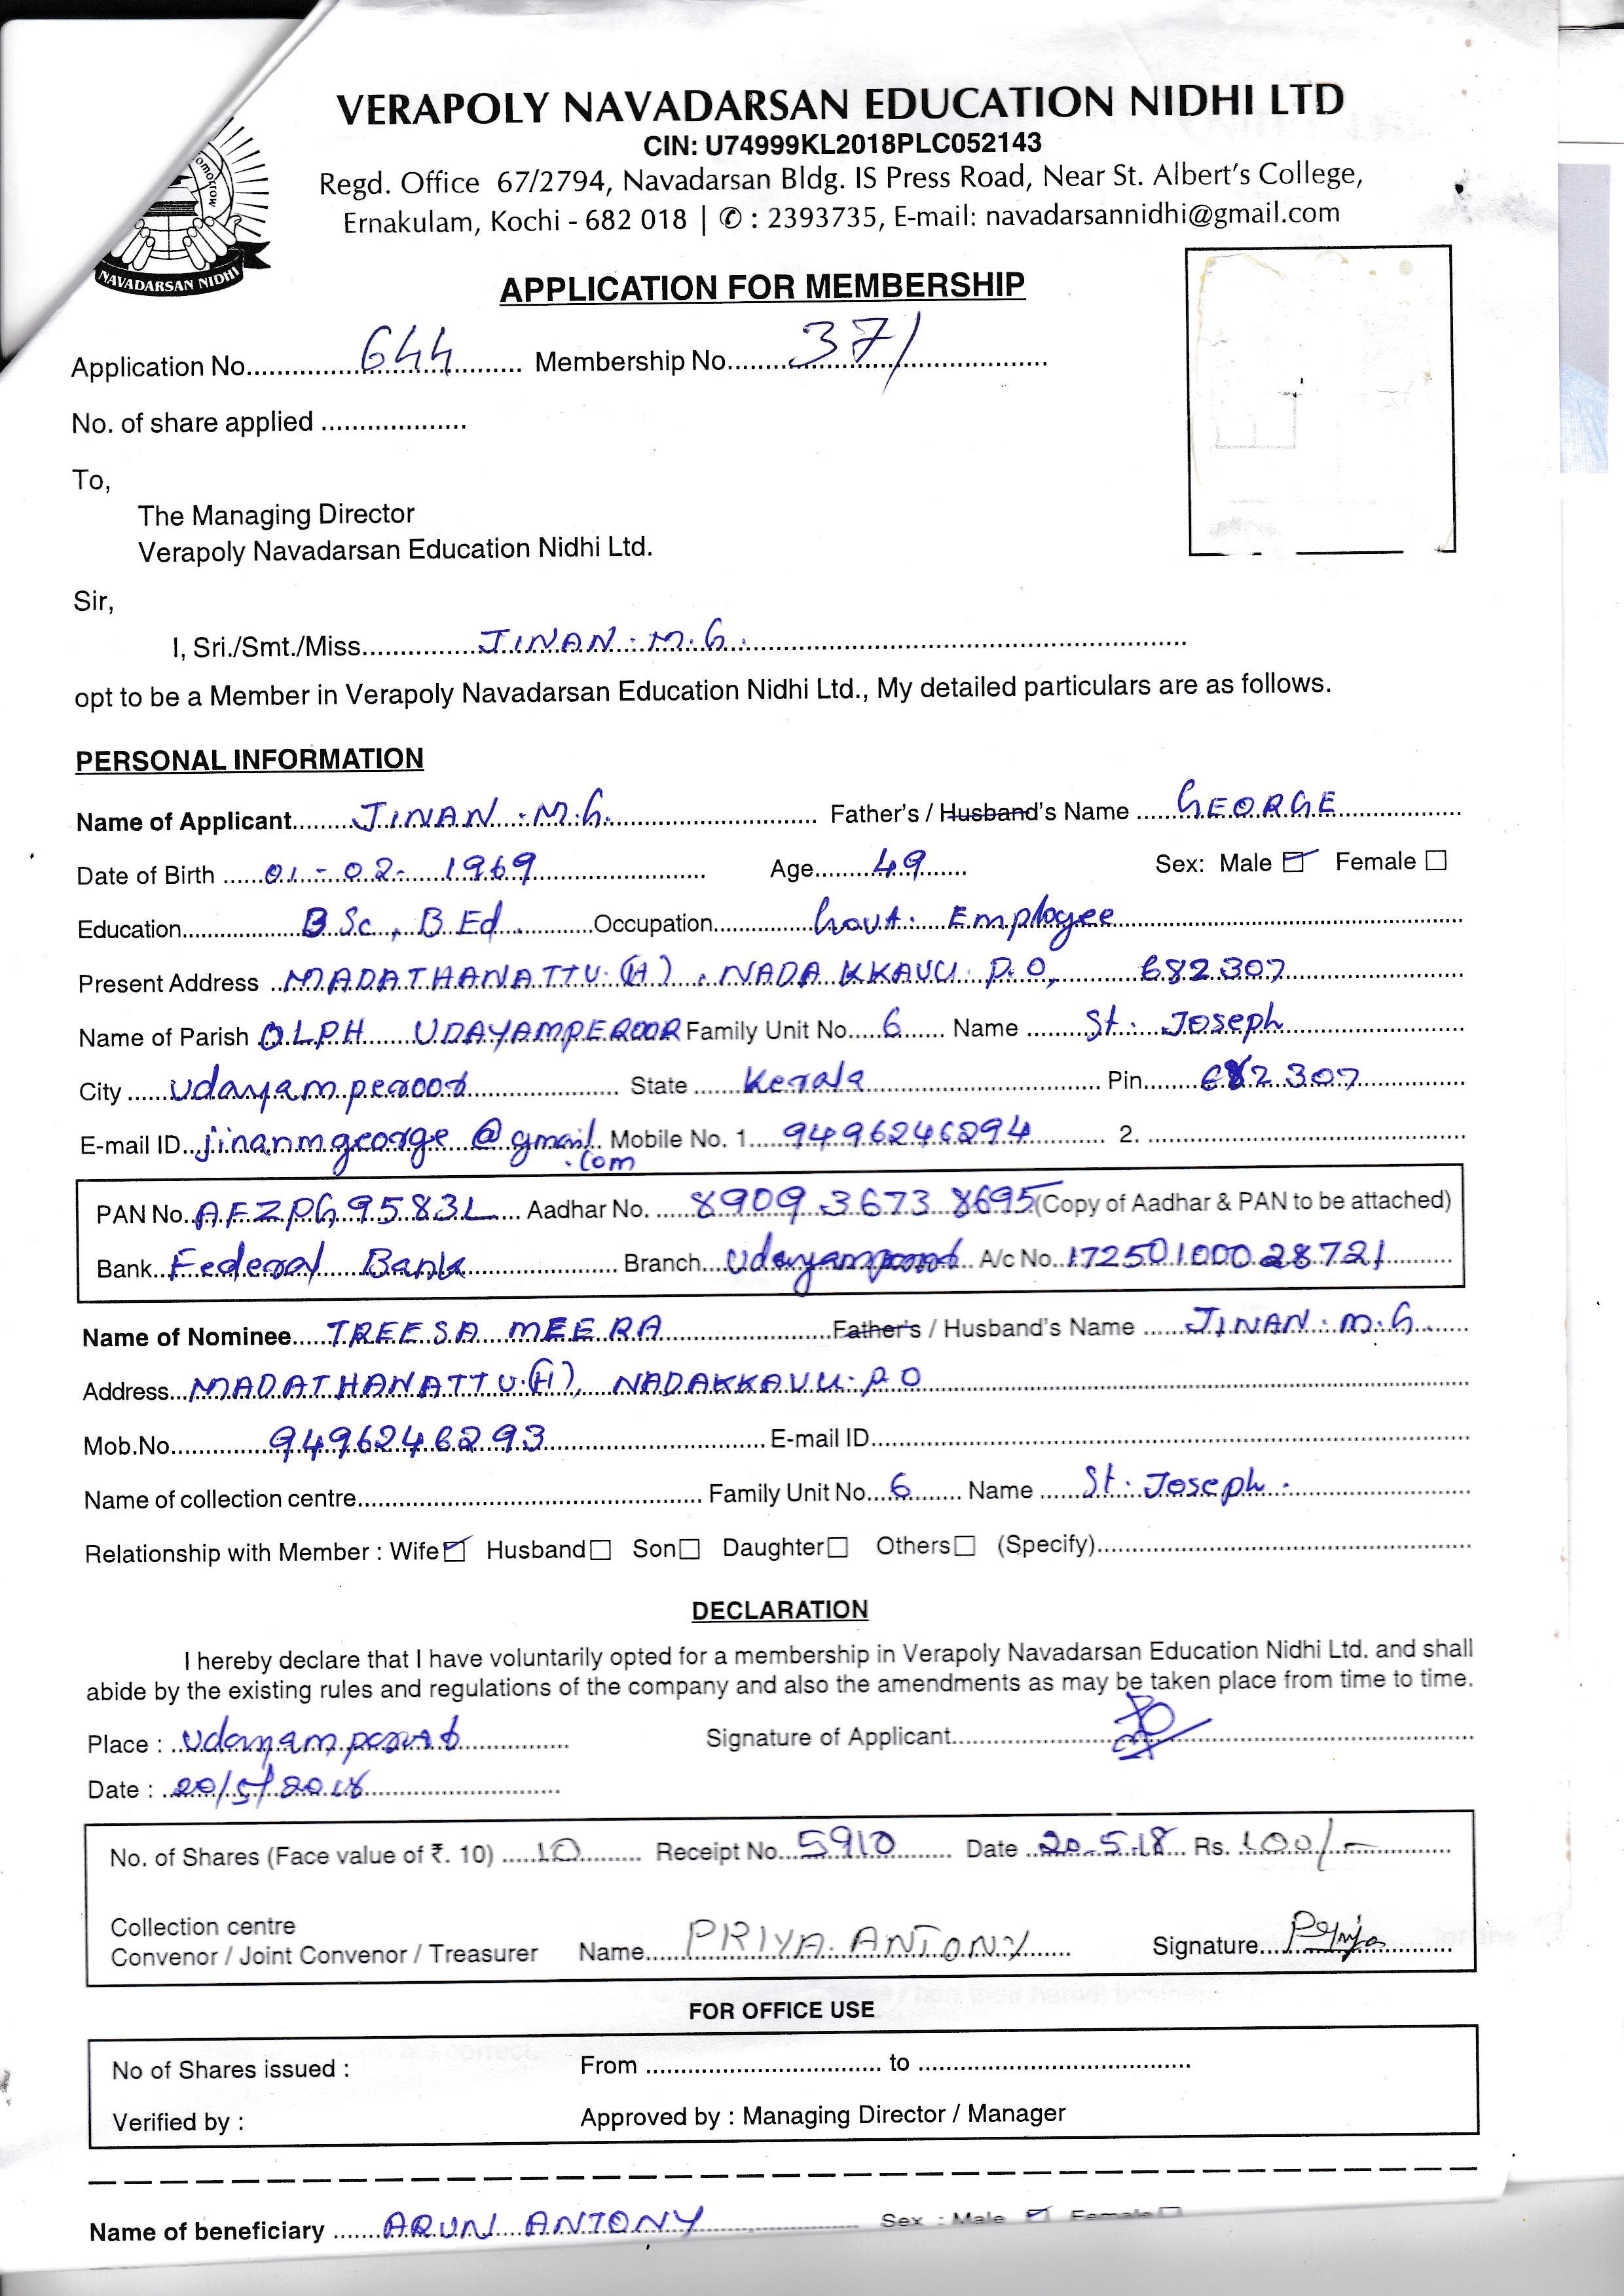 VERAPOLY NAVADARSAN EDUCATION NIDHI LTD
CIN: U74999KL2018PLC052143
Regd. Office 67/2794, Navadarsan Bldg. IS Press Road, Near St. Albert's College,
Ernakulam, Kochi - 682 018 | ✆ : 2393735, E-mail: navadarsannidhi@gmail.com
omorrow
NAVADARSAN NIDHI
APPLICATION FOR MEMBERSHIP
Application No. 644 Membership No. 371
No. of share applied
To,
The Managing Director
Verapoly Navadarsan Education Nidhi Ltd.
Sir,
I, Sri./Smt./Miss. JINAN. M.G.
opt to be a Member in Verapoly Navadarsan Education Nidhi Ltd., My detailed particulars are as follows.
PERSONAL INFORMATION
Name of Applicant JINAN. M.G. Father's / Husband's Name GEORGE
Date of Birth 01-02-1969 Age 49 Sex: Male ☑ Female ☐
Education BSc, BEd. Occupation Govt. Employee
Present Address MADATHANATTU (H), NADAKKAVU. P.O, 682307
Name of Parish OLPH UDAYAMPEROOR Family Unit No. 6 Name St. Joseph
City Udayamperoor State Kerala Pin 682307
E-mail ID jinanmgeorge@gmail.com Mobile No. 1. 9496246294 2.
PAN No. AFZPG9583L Aadhar No. 8909 3673 8695 (Copy of Aadhar & PAN to be attached)
Bank Federal Bank Branch Udayamperoor A/c No. 17250100028721
Name of Nominee TREESA MEERA Father's / Husband's Name JINAN. M.G.
Address MADATHANATTU (H), NADAKKAVU. P.O
Mob.No. 9496246293 E-mail ID
Name of collection centre Family Unit No. 6 Name St. Joseph.
Relationship with Member : Wife ☑ Husband ☐ Son ☐ Daughter ☐ Others ☐ (Specify)
DECLARATION
I hereby declare that I have voluntarily opted for a membership in Verapoly Navadarsan Education Nidhi Ltd. and shall
abide by the existing rules and regulations of the company and also the amendments as may be taken place from time to time.
Place : Udayamperoor Signature of Applicant
Date : 20/5/2018
No. of Shares (Face value of ₹. 10) 10 Receipt No. 5910 Date 20.5.18 Rs. 100/-
Collection centre
Convenor / Joint Convenor / Treasurer Name PRIYA ANTONY Signature Priya
FOR OFFICE USE
No of Shares issued : From to
Verified by : Approved by : Managing Director / Manager
Name of beneficiary ARUN ANTONY Sex : Male ☑ Female ☐